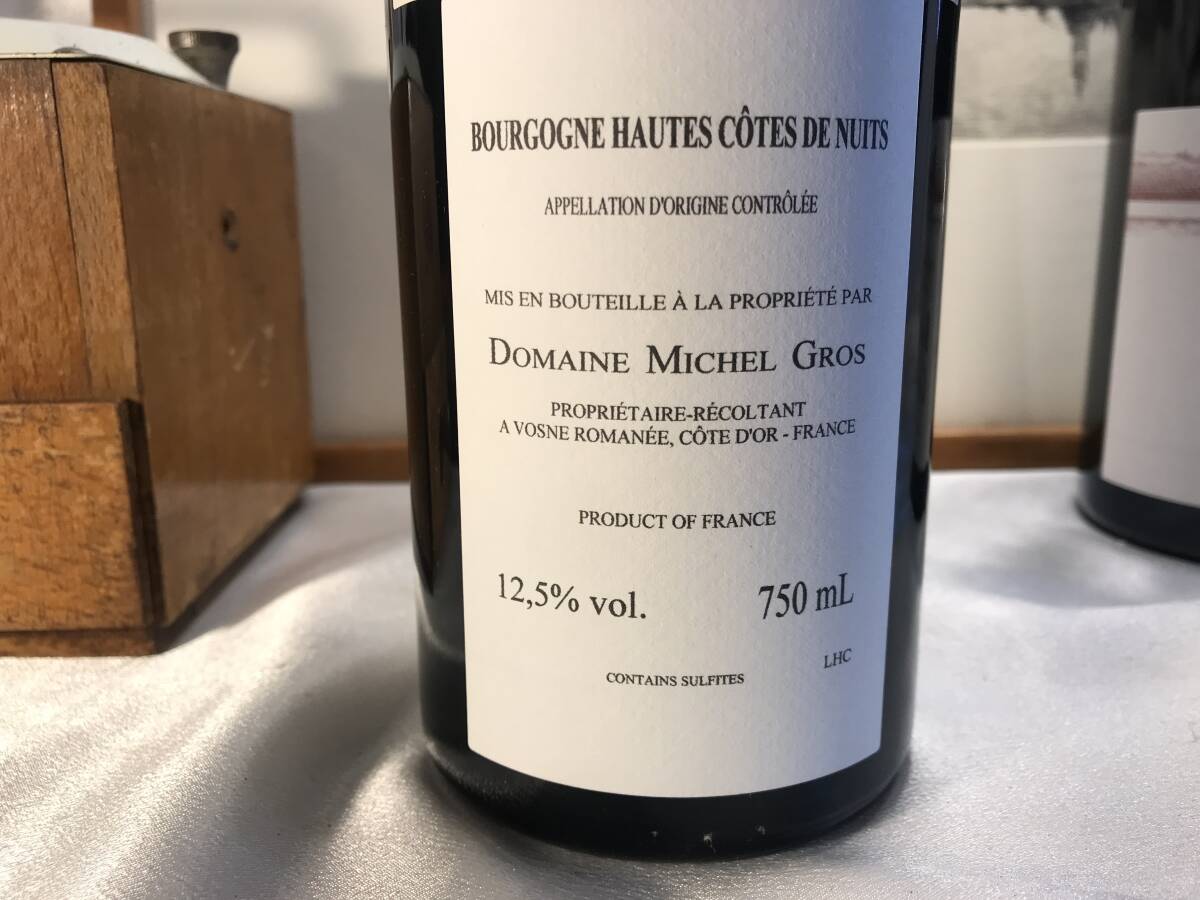 BOURGOGNE HAUTES CÔTES DE NUITS
APPELLATION D'ORIGINE CONTRÔLÉE
MIS EN BOUTEILLE À LA PROPRIÉTÉ PAR
DOMAINE MICHEL GROS
PROPRIÉTAIRE-RÉCOLTANT
A VOSNE ROMANÉE, CÔTE D'OR - FRANCE
PRODUCT OF FRANCE
12,5% vol. 750 mL
LHC
CONTAINS SULFITES